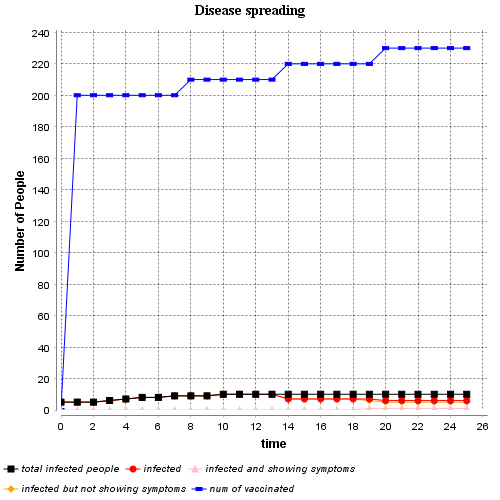 Disease spreading
Number of People
240
220
200
180
160
140
120
100
80
60
40
20
0
0 2 4 6 8 10 12 14 16 18 20 22 24 26
time
total infected people infected infected and showing symptoms
infected but not showing symptoms num of vaccinated